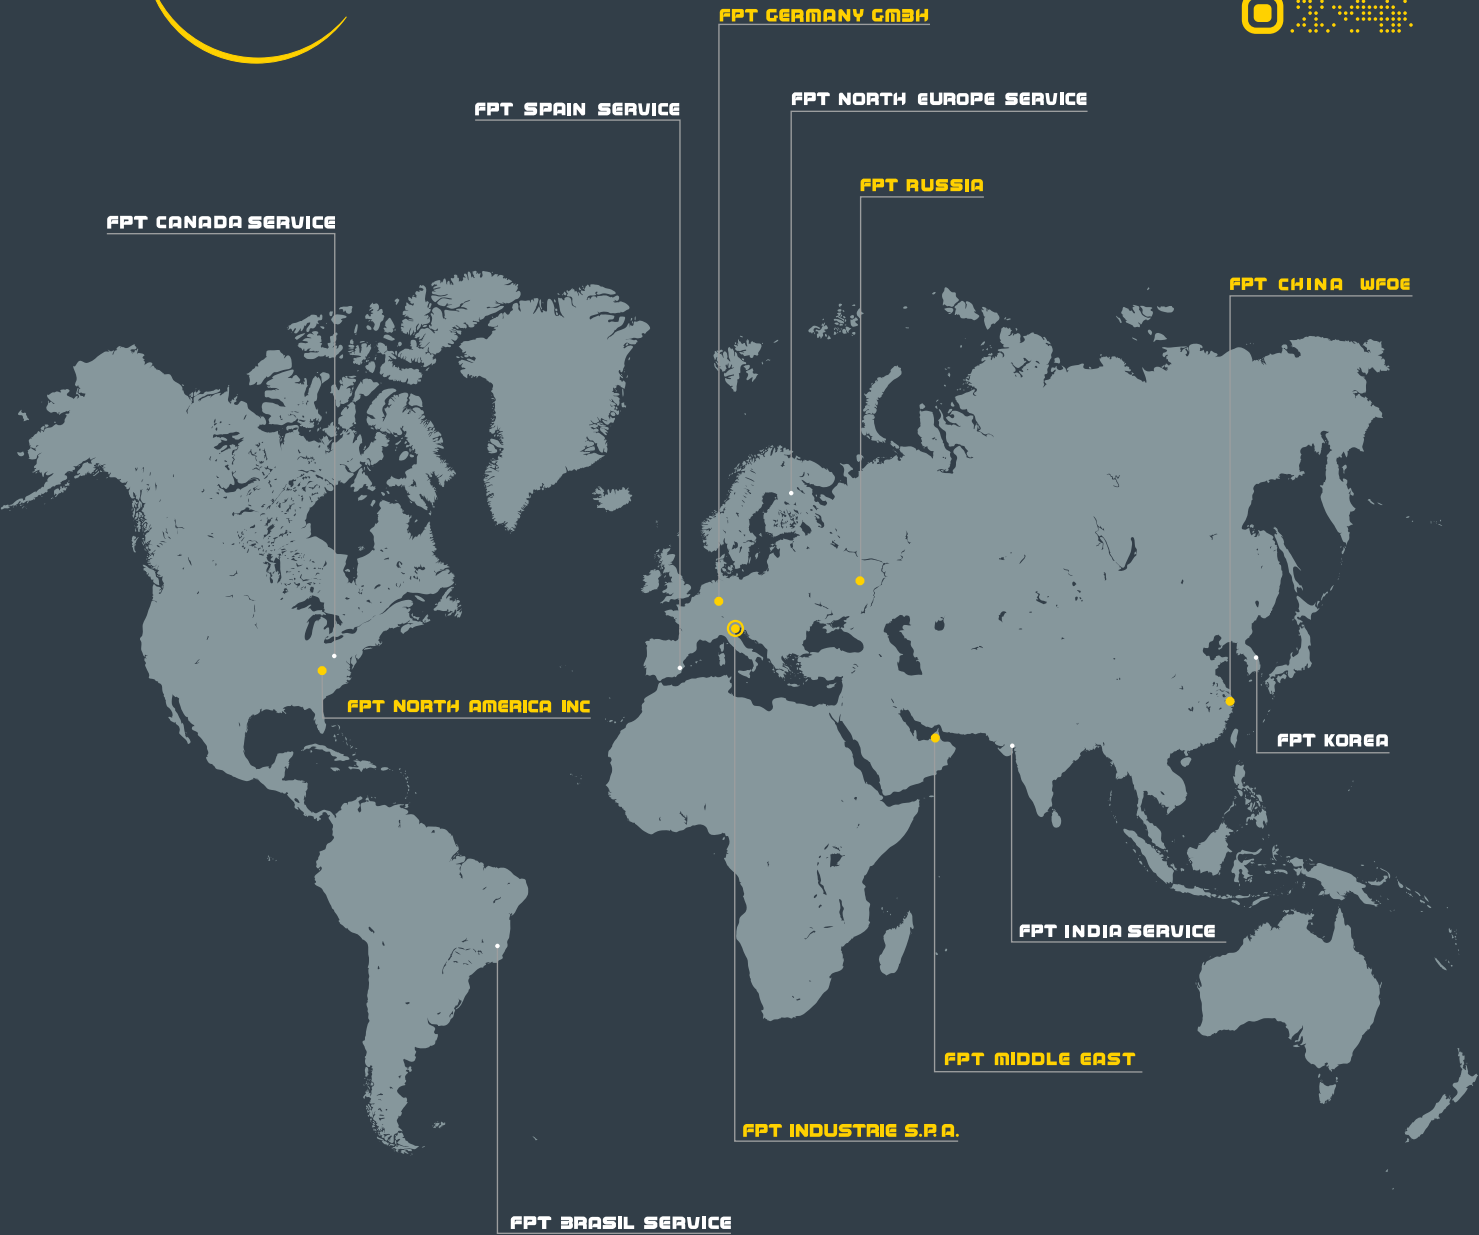 FPT GERMANY GMBH
FPT SPAIN SERVICE
FPT NORTH EUROPE SERVICE
FPT RUSSIA
FPT CANADA SERVICE
FPT CHINA WFOE
FPT NORTH AMERICA INC
FPT KOREA
FPT INDIA SERVICE
FPT MIDDLE EAST
FPT INDUSTRIE S.P.A.
FPT BRASIL SERVICE